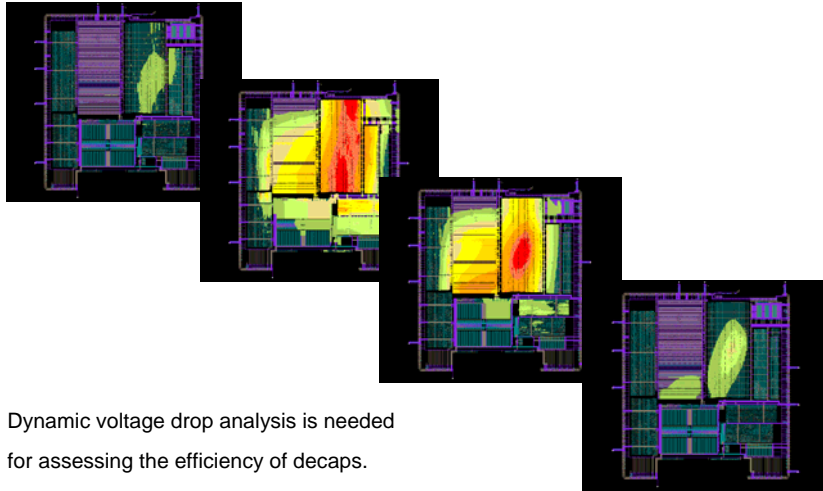 Dynamic voltage drop analysis is needed
for assessing the efficiency of decaps.